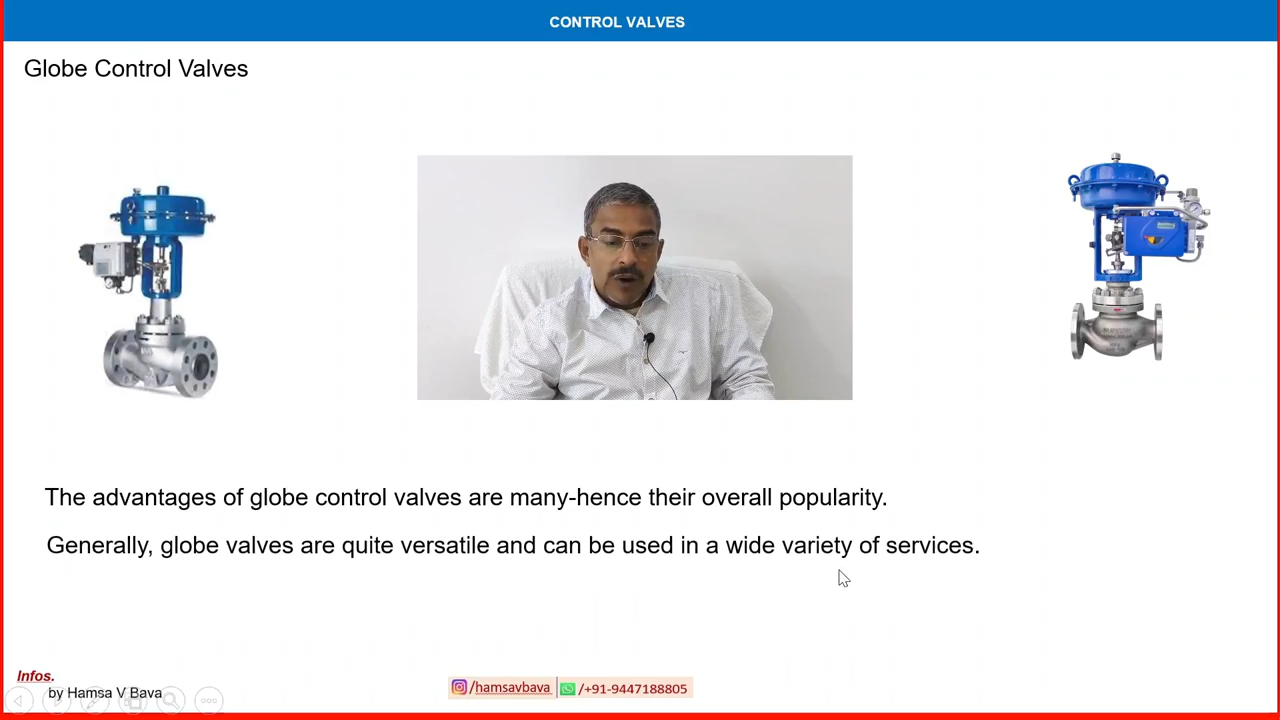 CONTROL VALVES
Globe Control Valves
The advantages of globe control valves are many-hence their overall popularity.
Generally, globe valves are quite versatile and can be used in a wide variety of services.
Infos.
by Hamsa V Bava
/hamsavbava
/+91-9447188805